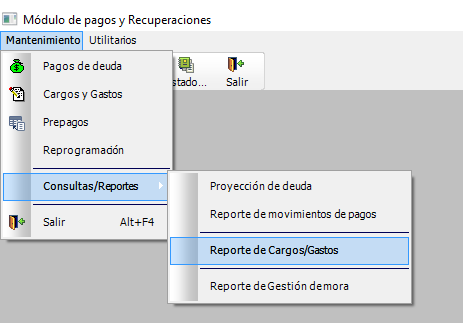 Módulo de pagos y Recuperaciones
Mantenimiento Utilitarios
Pagos de deuda
Cargos y Gastos
Prepagos
Reprogramación
Consultas/Reportes
Salir Alt+F4
stado... Salir
Proyección de deuda
Reporte de movimientos de pagos
Reporte de Cargos/Gastos
Reporte de Gestión de mora